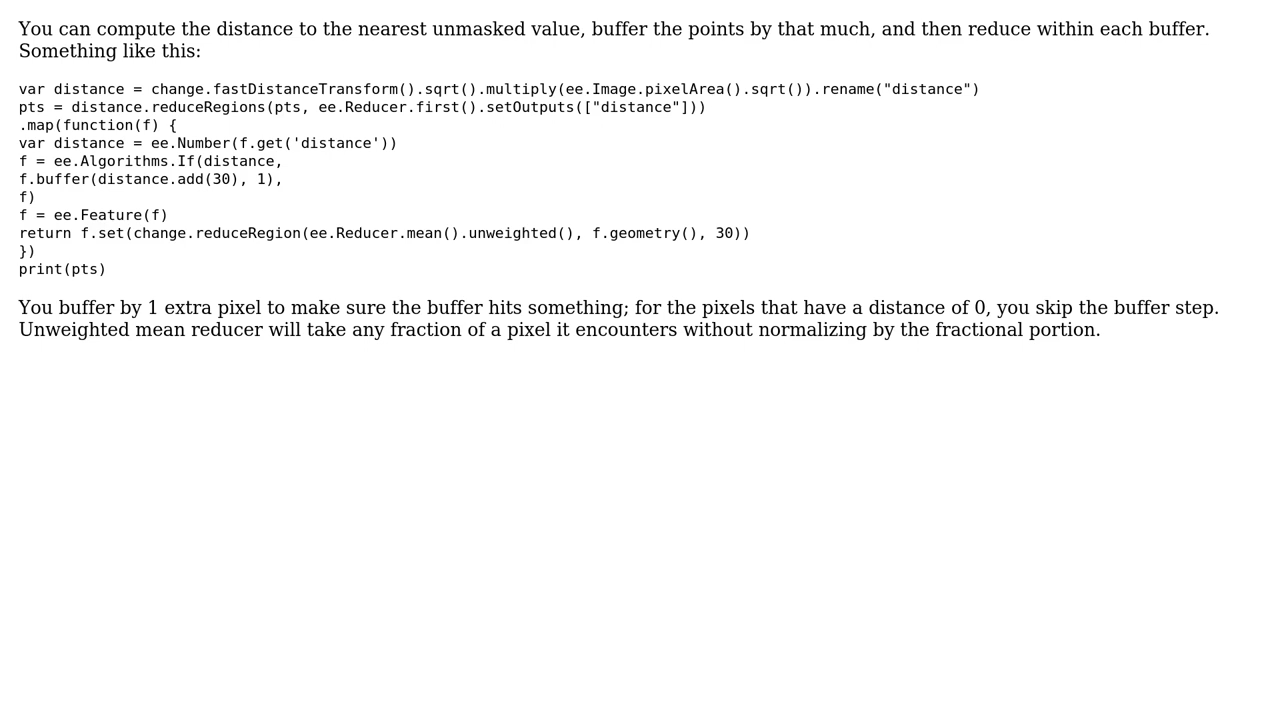 You can compute the distance to the nearest unmasked value, buffer the points by that much, and then reduce within each buffer.
Something like this:
var distance = change.fastDistanceTransform().sqrt().multiply(ee.Image.pixelArea().sqrt()).rename("distance")
pts = distance.reduceRegions(pts, ee.Reducer.first().setOutputs(["distance"]))
.map(function(f) {
var distance = ee.Number(f.get('distance'))
f = ee.Algorithms.If(distance,
f.buffer(distance.add(30), 1),
f)
f = ee.Feature(f)
return f.set(change.reduceRegion(ee.Reducer.mean().unweighted(), f.geometry(), 30))
})
print(pts)
You buffer by 1 extra pixel to make sure the buffer hits something; for the pixels that have a distance of 0, you skip the buffer step.
Unweighted mean reducer will take any fraction of a pixel it encounters without normalizing by the fractional portion.